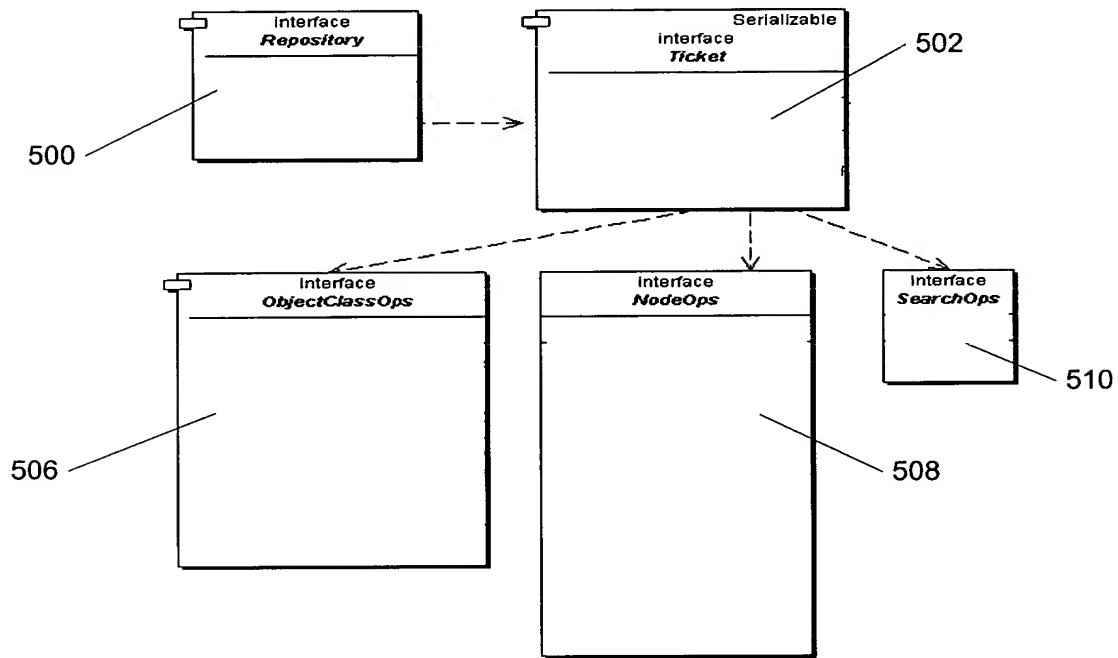 interface
Repository
500
Serializable
interface
Ticket
502
interface
ObjectClassOps
506
interface
NodeOps
508
interface
SearchOps
510